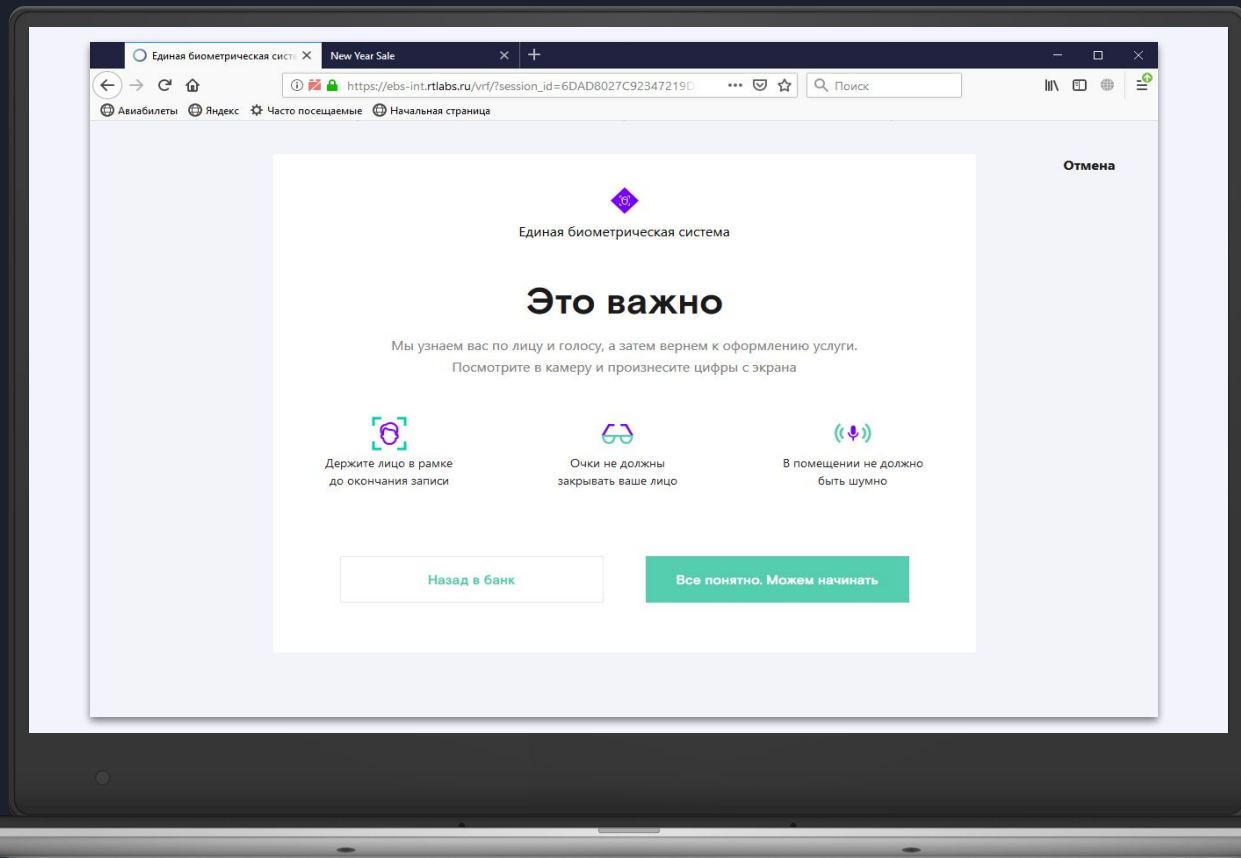 Единая биометрическая систе
New Year Sale
https://ebs-int.rtlabs.ru/vrf/?session_id=6DAD8027C92347219D
Поиск
Авиабилеты Яндекс Часто посещаемые Начальная страница
Отмена
Единая биометрическая система
Это важно
Мы узнаем вас по лицу и голосу, а затем вернем к оформлению услуги.
Посмотрите в камеру и произнесите цифры с экрана
Держите лицо в рамке
до окончания записи
Очки не должны
закрывать ваше лицо
В помещении не должно
быть шумно
Назад в банк
Все понятно. Можем начинать